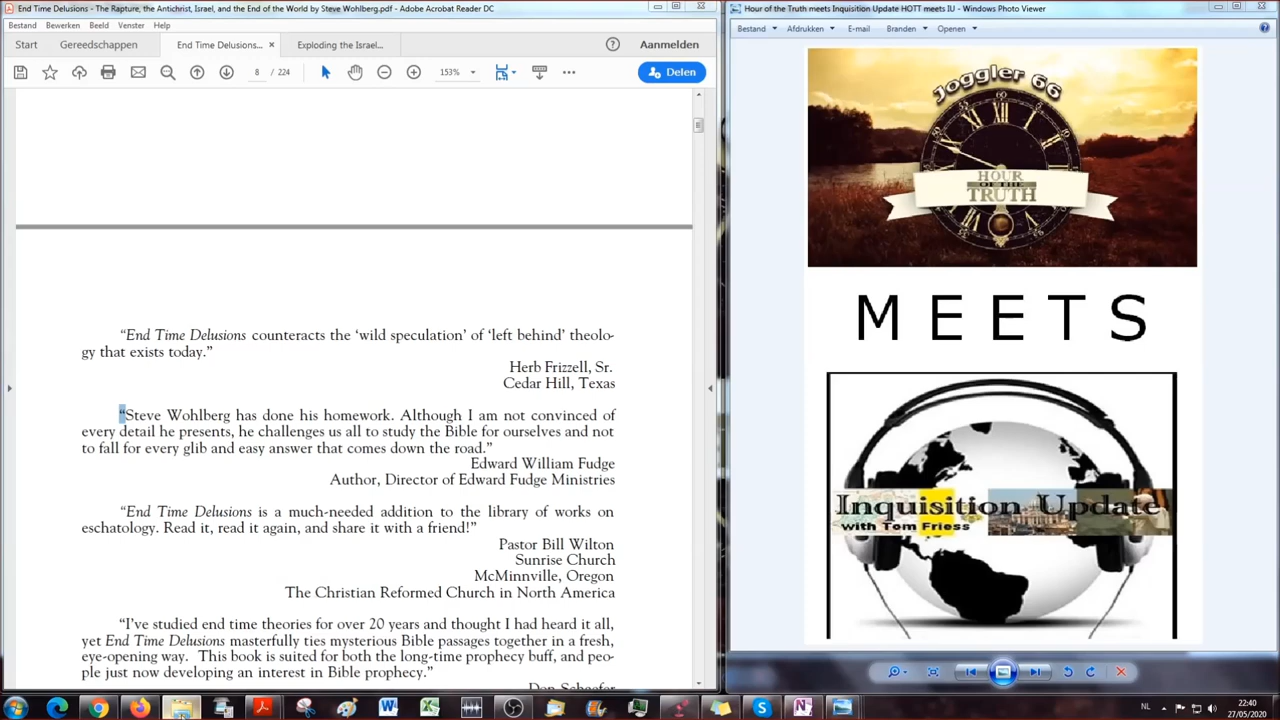 End Time Delusions - The Rapture, the Antichrist, Israel, and the End of the World by Steve Wohlberg.pdf - Adobe Acrobat Reader DC
Bestand Bewerken Beeld Venster Help
Start Gereedschappen End Time Delusions... × Exploding the Israel... Aanmelden
8 / 224 153% Delen
“End Time Delusions counteracts the ‘wild speculation’ of ‘left behind’ theolo-
gy that exists today.”
Herb Frizzell, Sr.
Cedar Hill, Texas
“Steve Wohlberg has done his homework. Although I am not convinced of
every detail he presents, he challenges us all to study the Bible for ourselves and not
to fall for every glib and easy answer that comes down the road.”
Edward William Fudge
Author, Director of Edward Fudge Ministries
“End Time Delusions is a much-needed addition to the library of works on
eschatology. Read it, read it again, and share it with a friend!”
Pastor Bill Wilton
Sunrise Church
McMinnville, Oregon
The Christian Reformed Church in North America
“I’ve studied end time theories for over 20 years and thought I had heard it all,
yet End Time Delusions masterfully ties mysterious Bible passages together in a fresh,
eye-opening way. This book is suited for both the long-time prophecy buff, and peo-
ple just now developing an interest in Bible prophecy.”
Don Schaefer
Hour of the Truth meets Inquisition Update HOTT meets IU - Windows Photo Viewer
Bestand Afdrukken E-mail Branden Openen
Joggler 66
HOUR
OF THE
TRUTH
MEETS
Inquisition Update
with Tom Friess
NL
22:40
27/05/2020